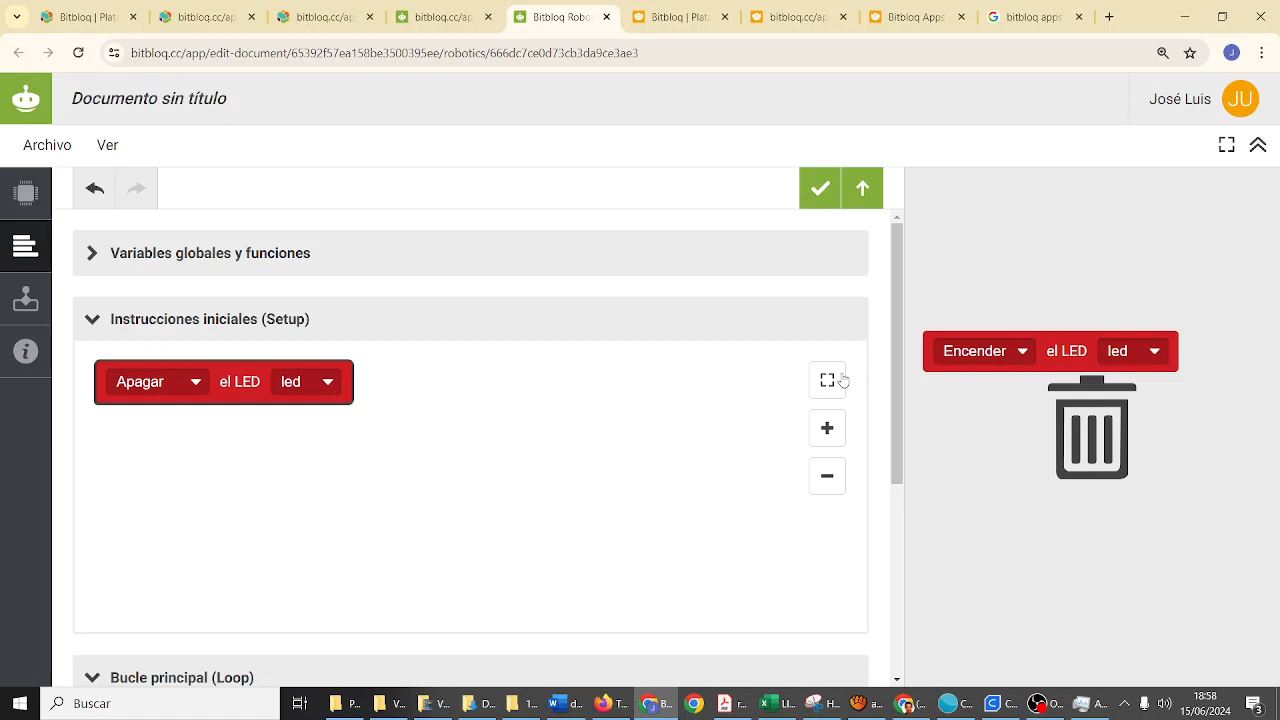 Bitbloq | Plat
bitbloq.cc/ap
bitbloq.cc/ap
bitbloq.cc/ap
Bitbloq Robo
Bitbloq | Plata
bitbloq.cc/ap
Bitbloq App
bitbloq apps
bitbloq.cc/app/edit-document/65392f57ea158be3500395ee/robotics/666dc7ce0d73cb3da9ce3ae3
J
Documento sin título
José Luis
JU
Archivo
Ver
Variables globales y funciones
Instrucciones iniciales (Setup)
Apagar
el LED
led
Encender
el LED
led
Bucle principal (Loop)
Buscar
18:58
15/06/2024